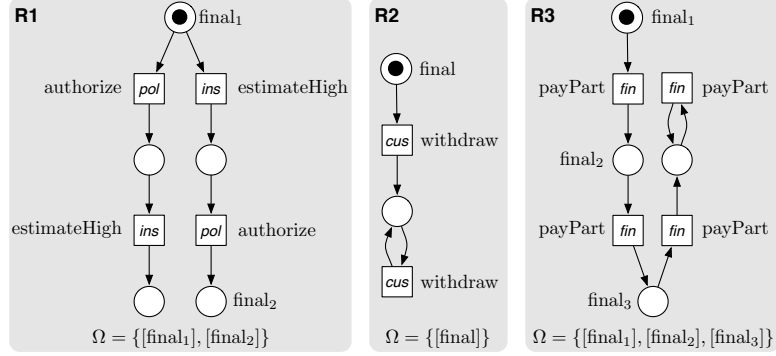 R1
final₁
authorize
pol
ins
estimateHigh
estimateHigh
ins
pol
authorize
final₂
Ω = {[final₁], [final₂]}
R2
final
cus
withdraw
cus
withdraw
Ω = {[final]}
R3
final₁
payPart
fin
fin
payPart
final₂
payPart
fin
fin
payPart
final₃
Ω = {[final₁], [final₂], [final₃]}